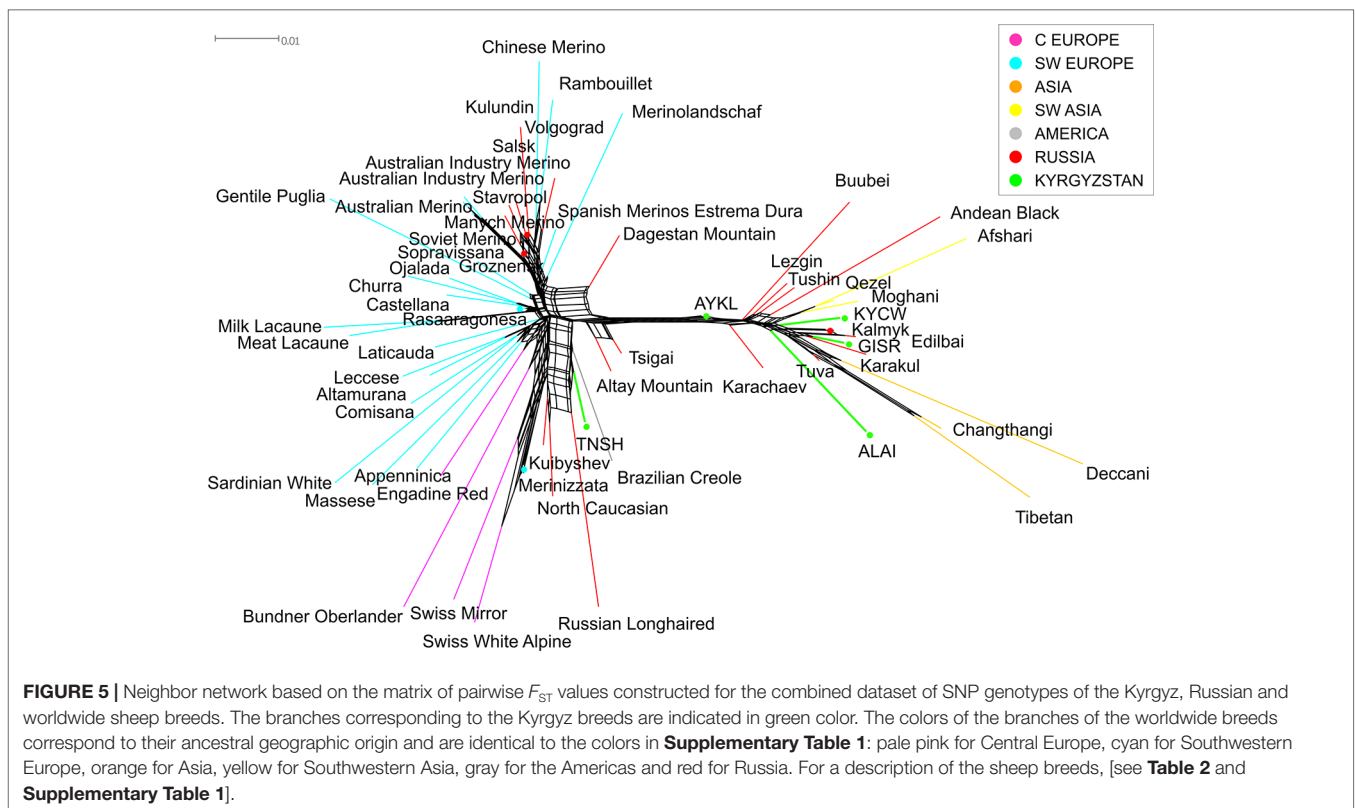 0.01
C EUROPE
SW EUROPE
ASIA
SW ASIA
AMERICA
RUSSIA
KYRGYZSTAN
Chinese Merino
Rambouillet
Kulundin
Merinolandschaf
Volgograd
Salsk
Australian Industry Merino
Australian Industry Merino
Gentile Puglia
Stavropol
Australian Merino
Spanish Merinos Estrema Dura
Manych Merino
Dagestan Mountain
Soviet Merino
Sopravissana
Ojalada
Groznensk
Churra
Castellana
Rasaaragonesa
Milk Lacaune
Meat Lacaune
Laticauda
Leccese
Altamurana
Comisana
Sardinian White
Appenninica
Massese
Engadine Red
Bundner Oberlander
Swiss Mirror
Swiss White Alpine
Russian Longhaired
North Caucasian
Merinizzata
Kuibyshev
TNSH
Brazilian Creole
Altay Mountain
Tsigai
AYKL
Karachaev
Buubei
Andean Black
Afshari
Lezgin
Tushin
Qezel
Moghani
KYCW
Kalmyk
Edilbai
GISR
Karakul
Tuva
ALAI
Changthangi
Deccani
Tibetan
FIGURE 5 | Neighbor network based on the matrix of pairwise FST values constructed for the combined dataset of SNP genotypes of the Kyrgyz, Russian and
worldwide sheep breeds. The branches corresponding to the Kyrgyz breeds are indicated in green color. The colors of the branches of the worldwide breeds
correspond to their ancestral geographic origin and are identical to the colors in Supplementary Table 1: pale pink for Central Europe, cyan for Southwestern
Europe, orange for Asia, yellow for Southwestern Asia, gray for the Americas and red for Russia. For a description of the sheep breeds, [see Table 2 and
Supplementary Table 1].